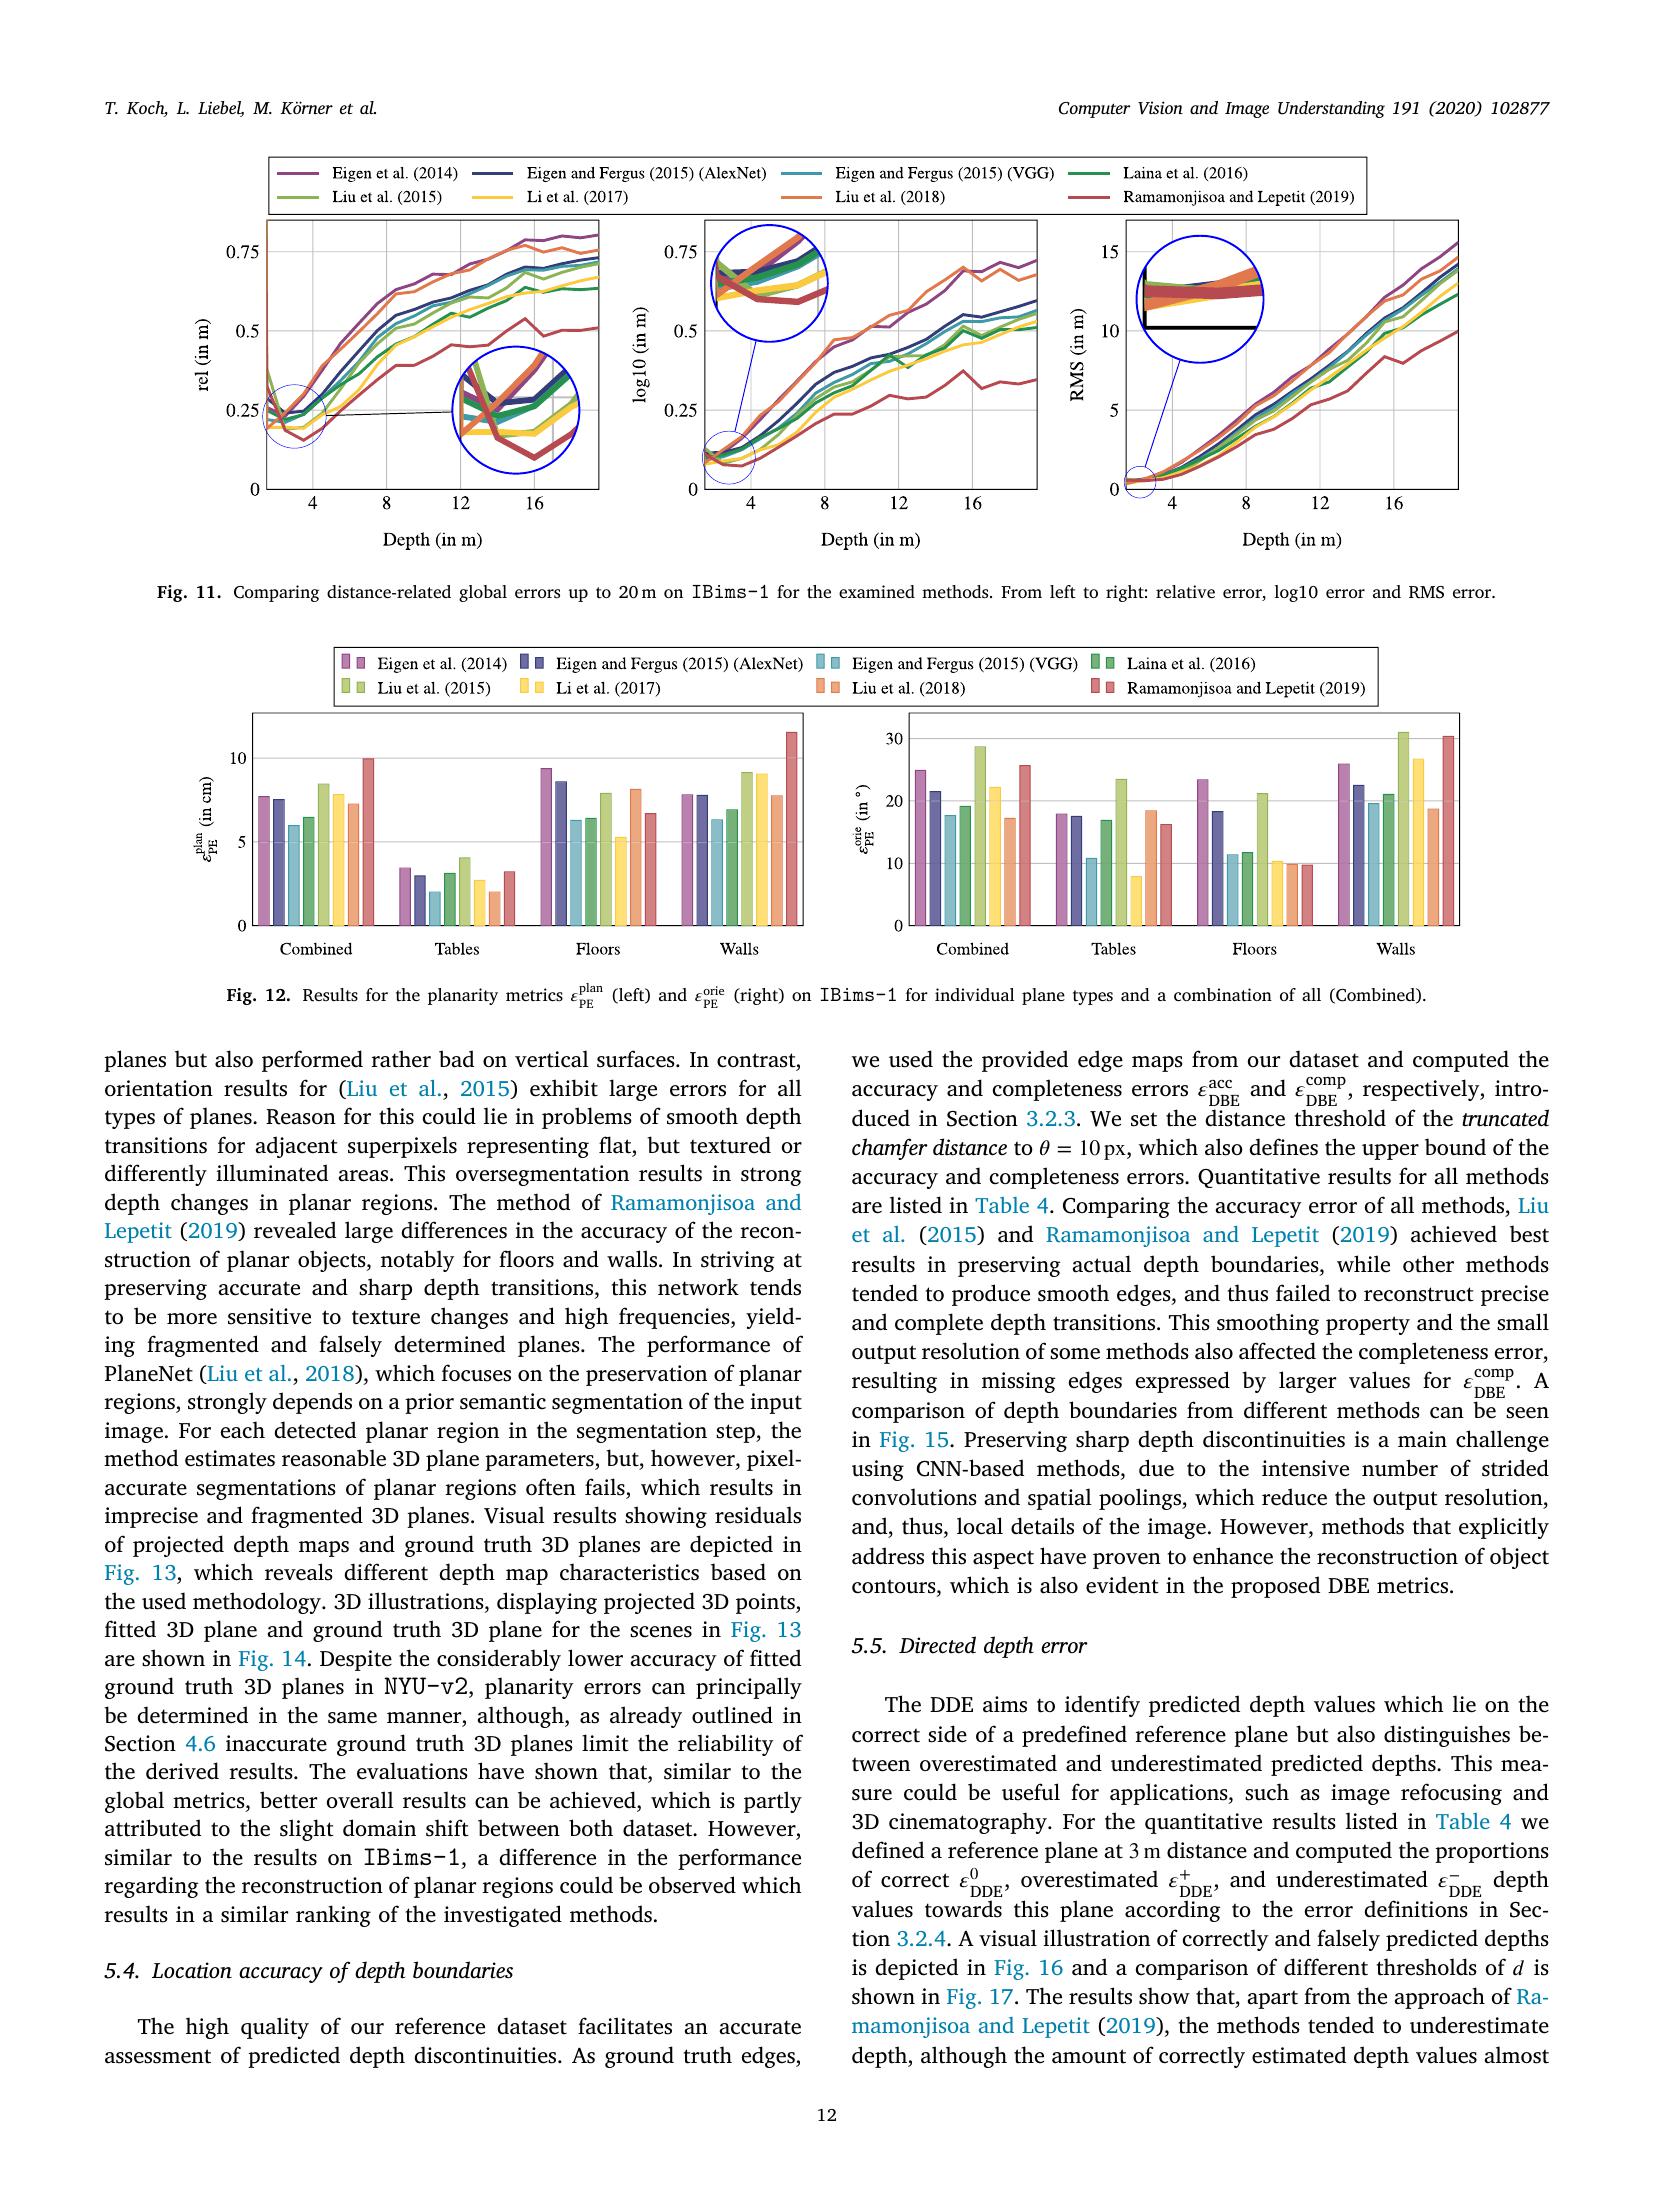 T. Koch, L. Liebel, M. Körner et al.
Computer Vision and Image Understanding 191 (2020) 102877
Eigen et al. (2014) Eigen and Fergus (2015) (AlexNet) Eigen and Fergus (2015) (VGG) Laina et al. (2016)
Liu et al. (2015) Li et al. (2017) Liu et al. (2018) Ramamonjisoa and Lepetit (2019)
rel (in m)
0.75
0.5
0.25
0
4 8 12 16
Depth (in m)
log10 (in m)
0.75
0.5
0.25
0
4 8 12 16
Depth (in m)
RMS (in m)
15
10
5
0
4 8 12 16
Depth (in m)
Fig. 11. Comparing distance-related global errors up to 20 m on IBims-1 for the examined methods. From left to right: relative error, log10 error and RMS error.
Eigen et al. (2014) Eigen and Fergus (2015) (AlexNet) Eigen and Fergus (2015) (VGG) Laina et al. (2016)
Liu et al. (2015) Li et al. (2017) Liu et al. (2018) Ramamonjisoa and Lepetit (2019)
ε_PE^plan (in cm)
10
5
0
Combined Tables Floors Walls
ε_PE^orie (in °)
30
20
10
0
Combined Tables Floors Walls
Fig. 12. Results for the planarity metrics ε_PE^plan (left) and ε_PE^orie (right) on IBims-1 for individual plane types and a combination of all (Combined).
planes but also performed rather bad on vertical surfaces. In contrast,
orientation results for (Liu et al., 2015) exhibit large errors for all
types of planes. Reason for this could lie in problems of smooth depth
transitions for adjacent superpixels representing flat, but textured or
differently illuminated areas. This oversegmentation results in strong
depth changes in planar regions. The method of Ramamonjisoa and
Lepetit (2019) revealed large differences in the accuracy of the recon-
struction of planar objects, notably for floors and walls. In striving at
preserving accurate and sharp depth transitions, this network tends
to be more sensitive to texture changes and high frequencies, yield-
ing fragmented and falsely determined planes. The performance of
PlaneNet (Liu et al., 2018), which focuses on the preservation of planar
regions, strongly depends on a prior semantic segmentation of the input
image. For each detected planar region in the segmentation step, the
method estimates reasonable 3D plane parameters, but, however, pixel-
accurate segmentations of planar regions often fails, which results in
imprecise and fragmented 3D planes. Visual results showing residuals
of projected depth maps and ground truth 3D planes are depicted in
Fig. 13, which reveals different depth map characteristics based on
the used methodology. 3D illustrations, displaying projected 3D points,
fitted 3D plane and ground truth 3D plane for the scenes in Fig. 13
are shown in Fig. 14. Despite the considerably lower accuracy of fitted
ground truth 3D planes in NYU-v2, planarity errors can principally
be determined in the same manner, although, as already outlined in
Section 4.6 inaccurate ground truth 3D planes limit the reliability of
the derived results. The evaluations have shown that, similar to the
global metrics, better overall results can be achieved, which is partly
attributed to the slight domain shift between both dataset. However,
similar to the results on IBims-1, a difference in the performance
regarding the reconstruction of planar regions could be observed which
results in a similar ranking of the investigated methods.
5.4. Location accuracy of depth boundaries
The high quality of our reference dataset facilitates an accurate
assessment of predicted depth discontinuities. As ground truth edges,
we used the provided edge maps from our dataset and computed the
accuracy and completeness errors ε_DBE^acc and ε_DBE^comp, respectively, intro-
duced in Section 3.2.3. We set the distance threshold of the truncated
chamfer distance to θ = 10 px, which also defines the upper bound of the
accuracy and completeness errors. Quantitative results for all methods
are listed in Table 4. Comparing the accuracy error of all methods, Liu
et al. (2015) and Ramamonjisoa and Lepetit (2019) achieved best
results in preserving actual depth boundaries, while other methods
tended to produce smooth edges, and thus failed to reconstruct precise
and complete depth transitions. This smoothing property and the small
output resolution of some methods also affected the completeness error,
resulting in missing edges expressed by larger values for ε_DBE^comp. A
comparison of depth boundaries from different methods can be seen
in Fig. 15. Preserving sharp depth discontinuities is a main challenge
using CNN-based methods, due to the intensive number of strided
convolutions and spatial poolings, which reduce the output resolution,
and, thus, local details of the image. However, methods that explicitly
address this aspect have proven to enhance the reconstruction of object
contours, which is also evident in the proposed DBE metrics.
5.5. Directed depth error
The DDE aims to identify predicted depth values which lie on the
correct side of a predefined reference plane but also distinguishes be-
tween overestimated and underestimated predicted depths. This mea-
sure could be useful for applications, such as image refocusing and
3D cinematography. For the quantitative results listed in Table 4 we
defined a reference plane at 3 m distance and computed the proportions
of correct ε_DDE^0, overestimated ε_DDE^+, and underestimated ε_DDE^− depth
values towards this plane according to the error definitions in Sec-
tion 3.2.4. A visual illustration of correctly and falsely predicted depths
is depicted in Fig. 16 and a comparison of different thresholds of d is
shown in Fig. 17. The results show that, apart from the approach of Ra-
mamonjisoa and Lepetit (2019), the methods tended to underestimate
depth, although the amount of correctly estimated depth values almost
12